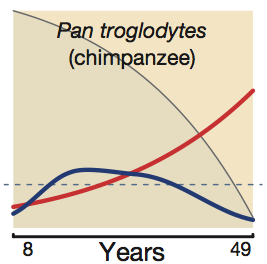 Pan troglodytes
(chimpanzee)
8 Years 49